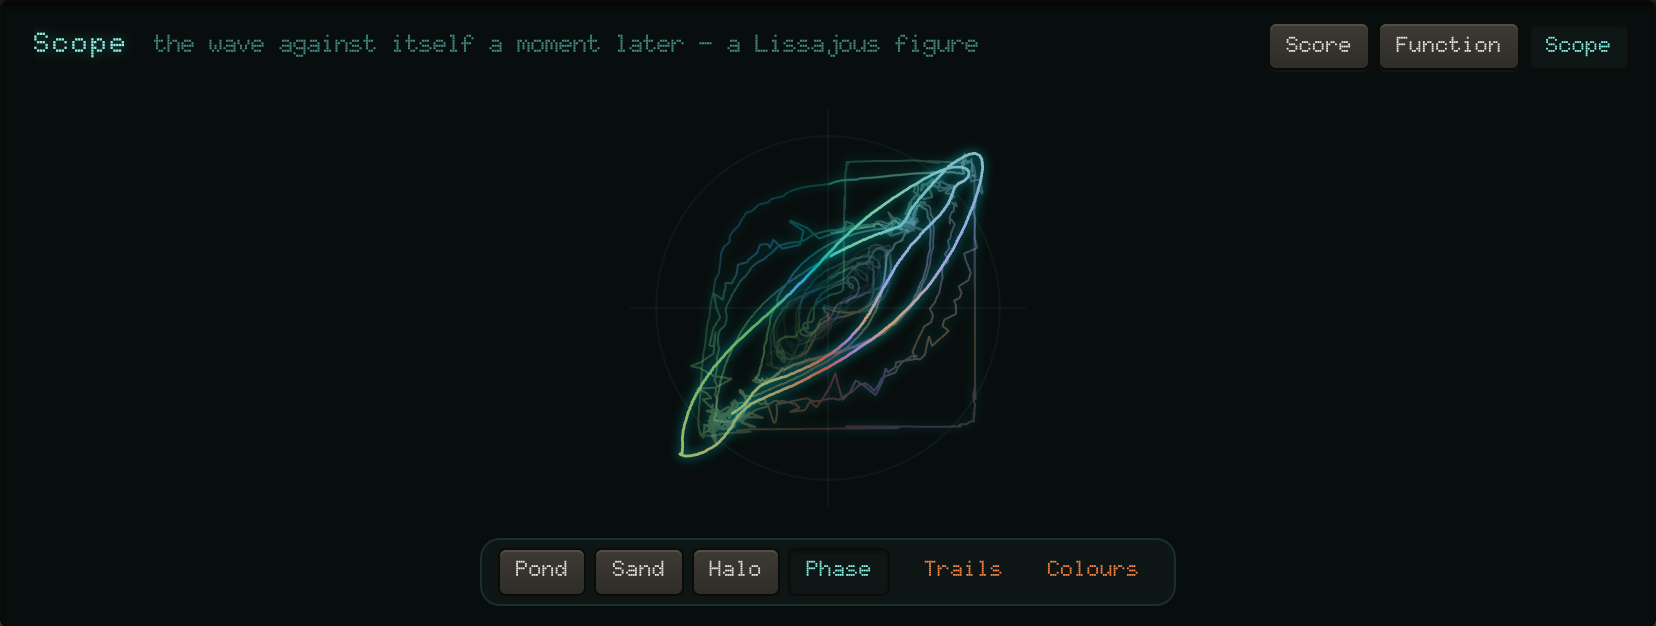 Scope the wave against itself a moment later — a Lissajous figure Score Function Scope
Pond Sand Halo Phase Trails Colours